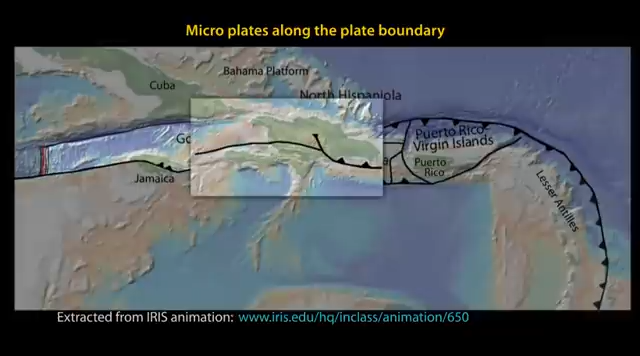 Micro plates along the plate boundary
Bahama Platform
Cuba
North Hispaniola
Go
Puerto Rico-
Virgin Islands
a
Puerto
Rico
Jamaica
Lesser Antilles
Extracted from IRIS animation: www.iris.edu/hq/inclass/animation/650